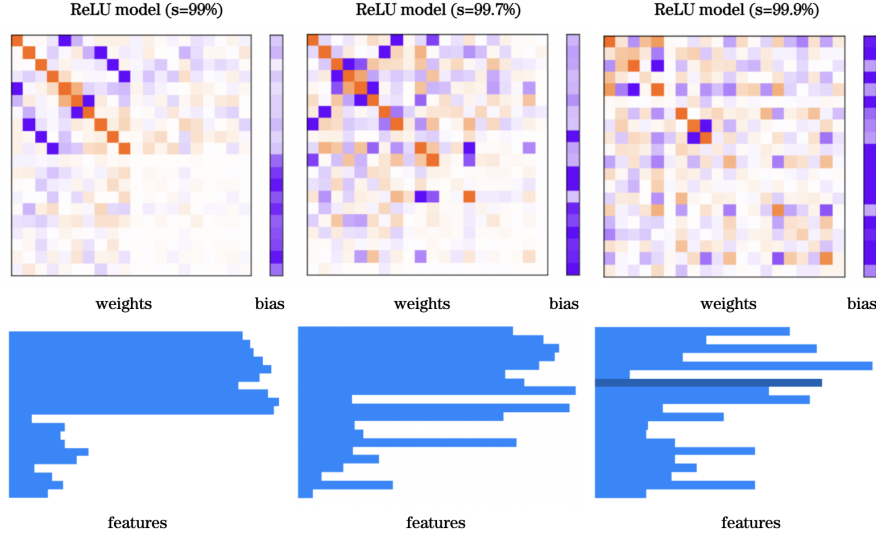 ReLU model (s=99%)
ReLU model (s=99.7%)
ReLU model (s=99.9%)
weights
bias
weights
bias
weights
bias
features
features
features